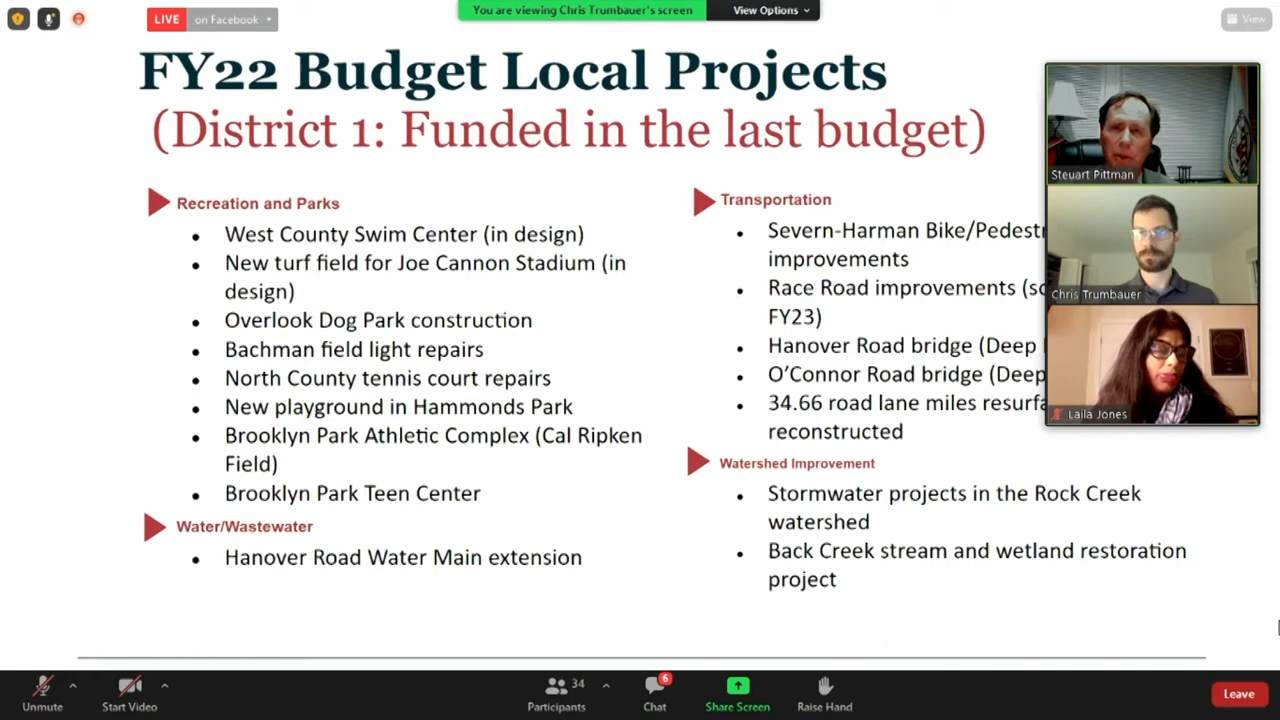 LIVE on Facebook
You are viewing Chris Trumbauer's screen View Options
View
FY22 Budget Local Projects
(District 1: Funded in the last budget)
Recreation and Parks
West County Swim Center (in design)
New turf field for Joe Cannon Stadium (in
design)
Overlook Dog Park construction
Bachman field light repairs
North County tennis court repairs
New playground in Hammonds Park
Brooklyn Park Athletic Complex (Cal Ripken
Field)
Brooklyn Park Teen Center
Water/Wastewater
Hanover Road Water Main extension
Transportation
Severn-Harman Bike/Pedestr
improvements
Race Road improvements (so
FY23)
Hanover Road bridge (Deep
O'Connor Road bridge (Deep
34.66 road lane miles resurfa
reconstructed
Watershed Improvement
Stormwater projects in the Rock Creek
watershed
Back Creek stream and wetland restoration
project
Steuart Pittman
Chris Trumbauer
Laila Jones
Unmute
Start Video
34
Participants
6
Chat
Share Screen
Raise Hand
Leave